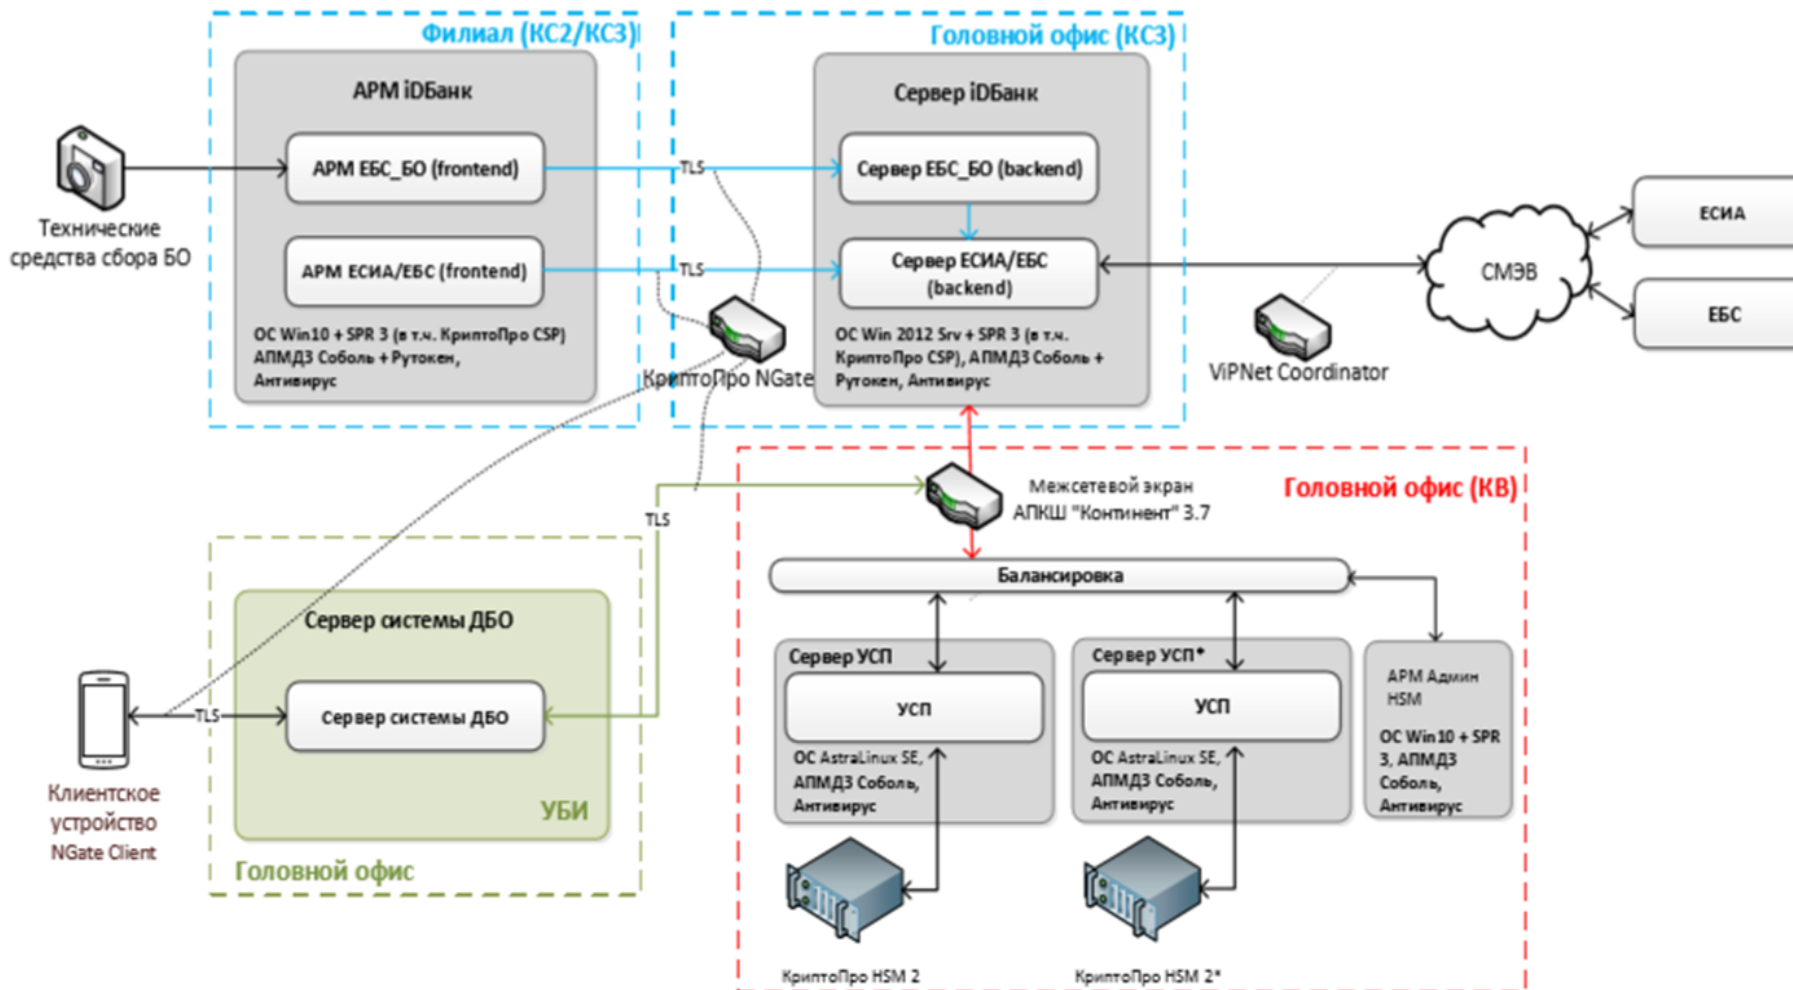 Филиал (КС2/КС3)
Головной офис (КС3)
АРМ iDБанк
Сервер iDБанк
АРМ ЕБС_БО (frontend)
TLS
Сервер ЕБС_БО (backend)
Технические
средства сбора БО
АРМ ЕСИА/ЕБС (frontend)
TLS
Сервер ЕСИА/ЕБС
(backend)
СМЭВ
ЕСИА
ЕБС
ОС Win10 + SPR 3 (в т.ч. КриптоПро CSP)
АПМДЗ Соболь + Рутокен,
Антивирус
КриптоПро NGate
ОС Win 2012 Srv + SPR 3 (в т.ч.
КриптоПро CSP), АПМДЗ Соболь +
Рутокен, Антивирус
ViPNet Coordinator
Межсетевой экран
АПКШ "Континент" 3.7
Головной офис (КВ)
TLS
Балансировка
Сервер системы ДБО
TLS
Сервер системы ДБО
УБИ
Головной офис
Клиентское
устройство
NGate Client
Сервер УСП
УСП
ОС AstraLinux SE,
АПМДЗ Соболь,
Антивирус
Сервер УСП*
УСП
ОС AstraLinux SE,
АПМДЗ Соболь,
Антивирус
АРМ Админ
HSM
ОС Win10 + SPR
3, АПМДЗ
Соболь,
Антивирус
КриптоПро HSM 2
КриптоПро HSM 2*